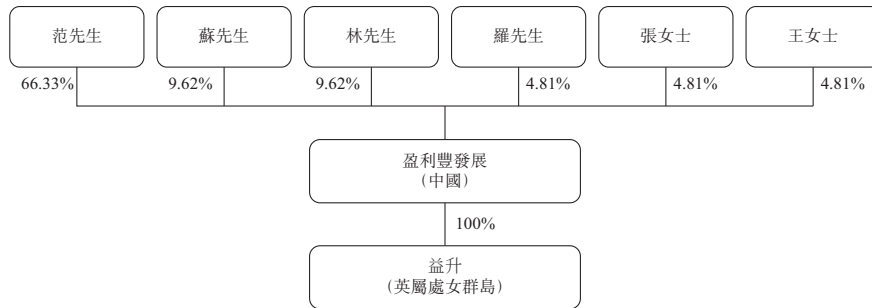 范先生 蘇先生 林先生 羅先生 張女士 王女士
66.33% 9.62% 9.62% 4.81% 4.81% 4.81%
盈利豐發展
（中國）
100%
益升
（英屬處女群島）